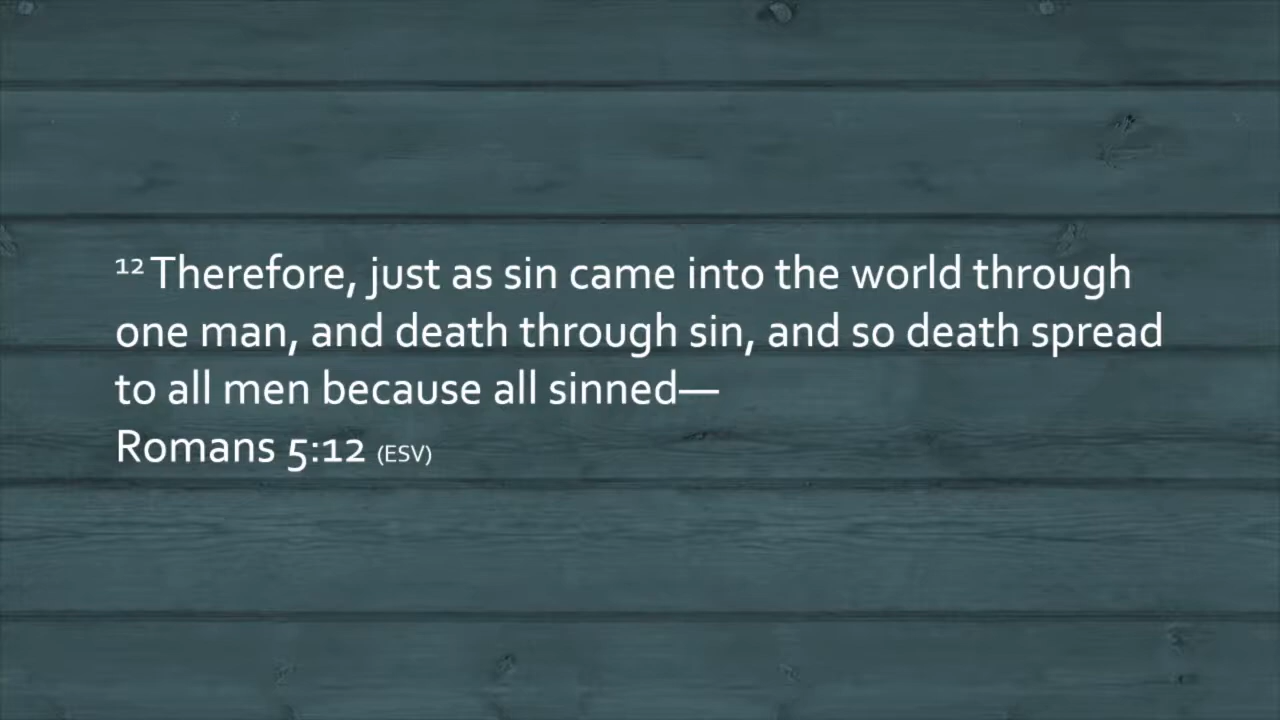 ¹² Therefore, just as sin came into the world through
one man, and death through sin, and so death spread
to all men because all sinned—
Romans 5:12 (ESV)